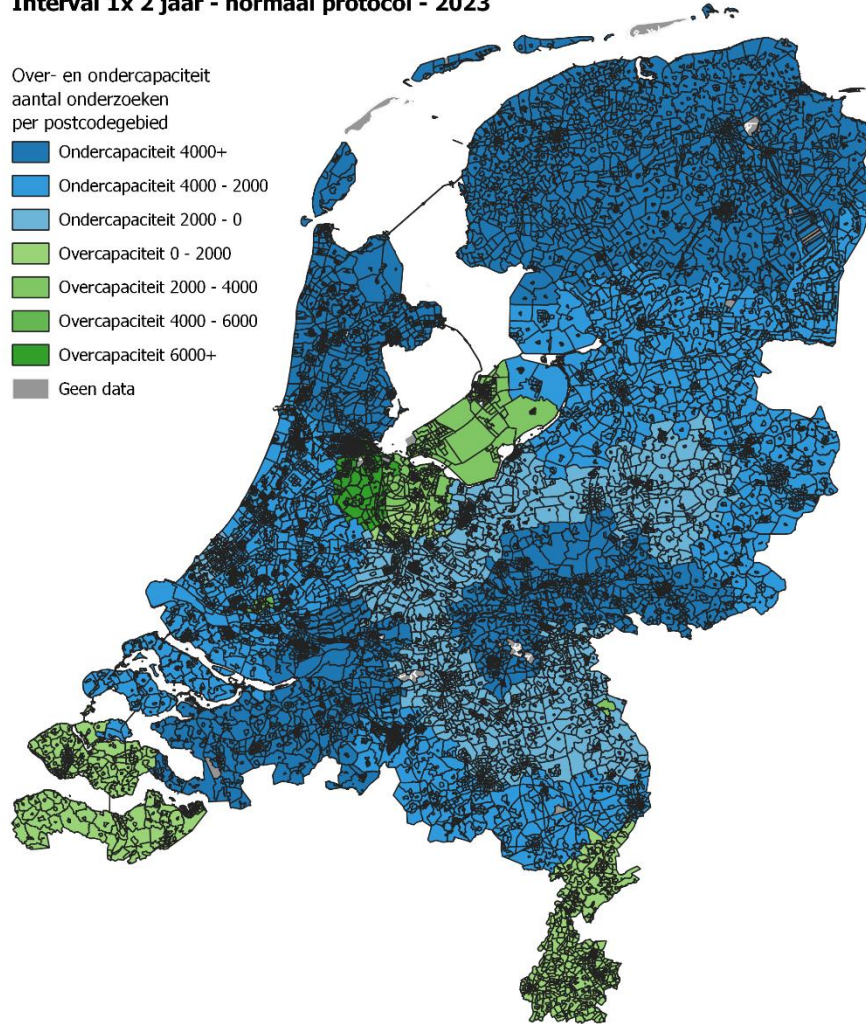 Interval 1x 2 jaar - normaal protocol - 2023
Over- en ondercapaciteit
aantal onderzoeken
per postcodegebied
Ondercapaciteit 4000+
Ondercapaciteit 4000 - 2000
Ondercapaciteit 2000 - 0
Overcapaciteit 0 - 2000
Overcapaciteit 2000 - 4000
Overcapaciteit 4000 - 6000
Overcapaciteit 6000+
Geen data